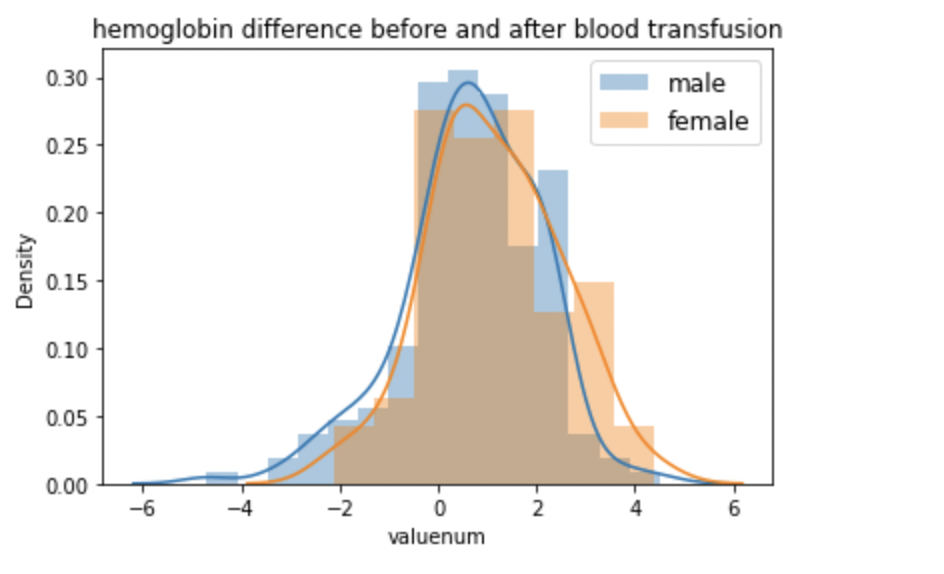 hemoglobin difference before and after blood transfusion
male
female
0.30
0.25
0.20
0.15
0.10
0.05
0.00
Density
−6
−4
−2
0
2
4
6
valuenum